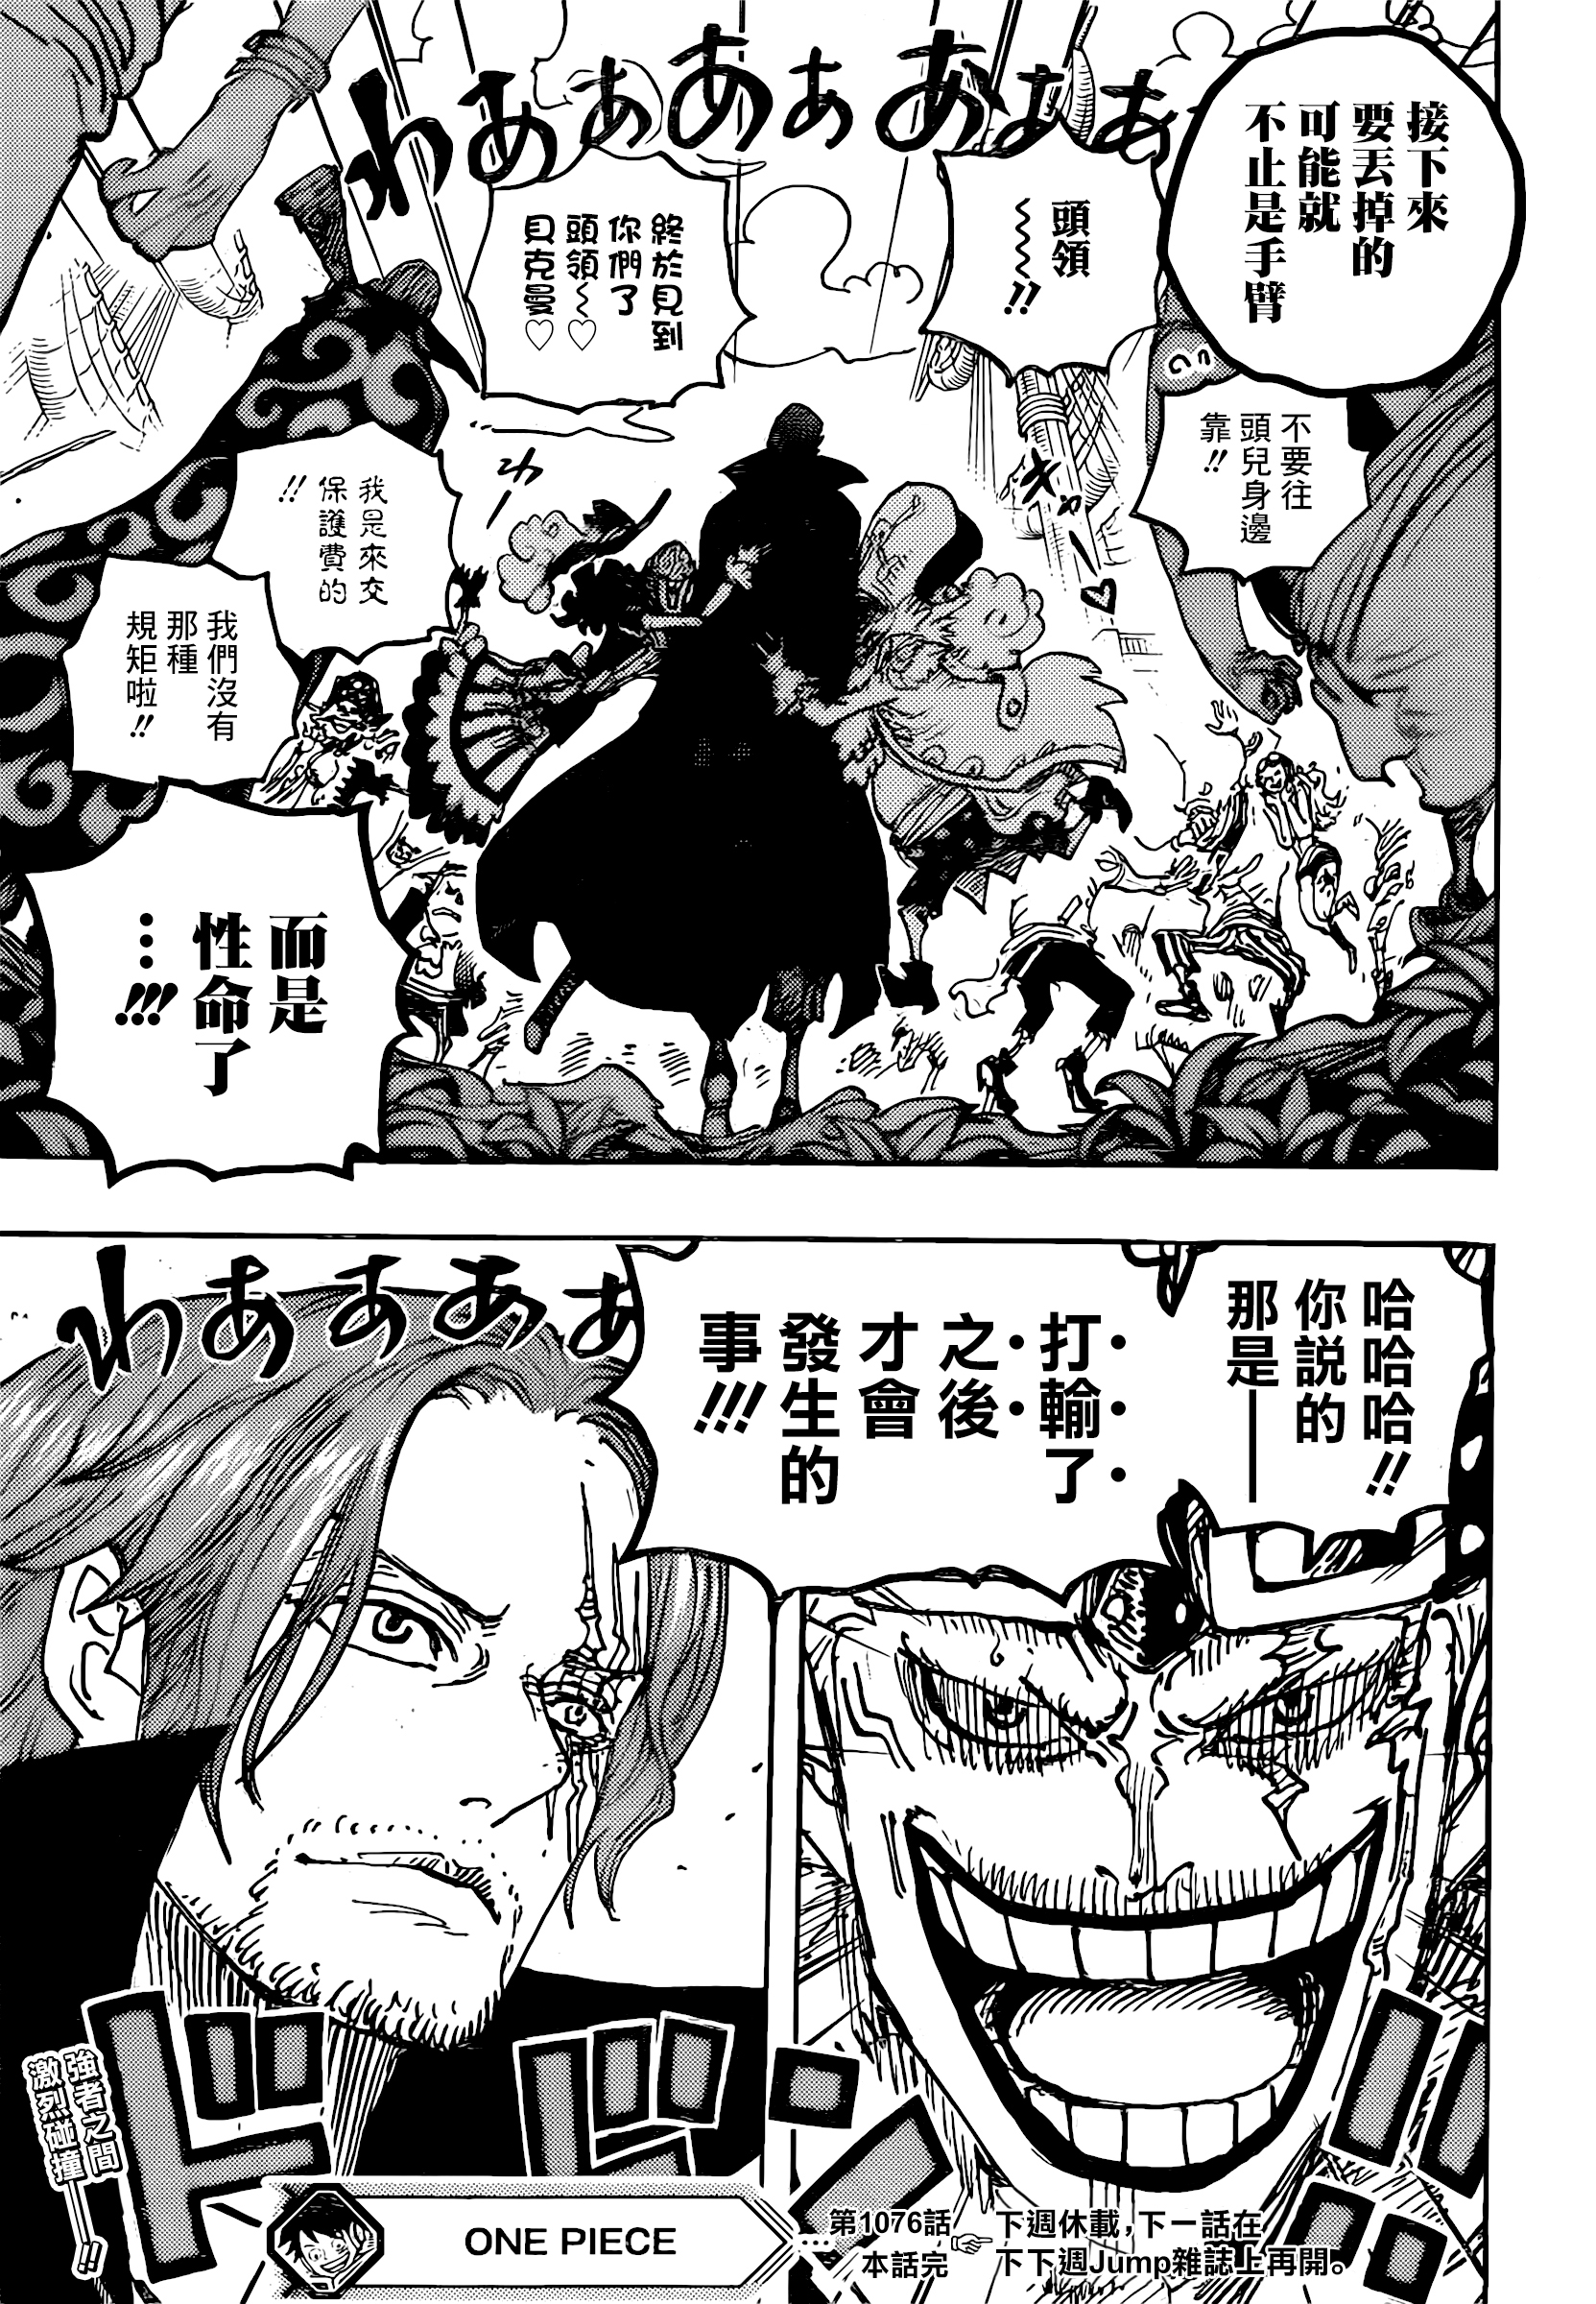 接下來
要丟掉的
可能就
不止是手臂
わあぁあぁあぁあ
頭領
~~~!!
終於見到
你們了
頭領~♡
貝克曼♡
不要往
頭兒身邊
靠!!
わ
あ
我是來交
保護費的
!!
我們沒有
那種
規矩啦!!
而是
性命了
…!!!
哈哈哈!!
你説的
那是——
打輸了
之後
才會
發生的
事!!!
わあぁあぁ
ドド
強者之間
激烈碰撞——!!
ONE PIECE
第1076話
本話完
下週休載,下一話在
下下週Jump雜誌上再開。